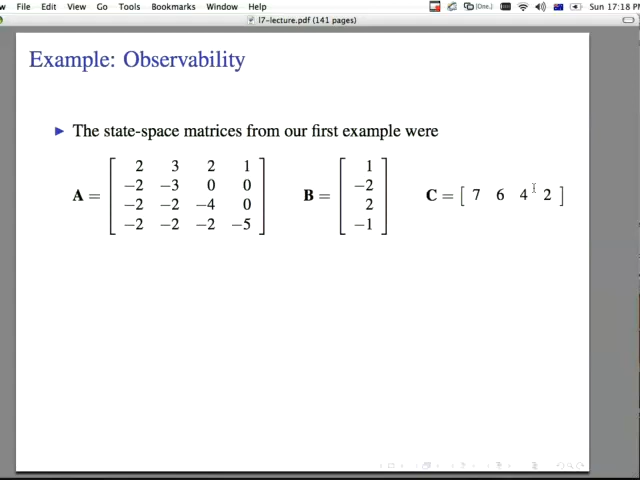 w File Edit View Go Tools Bookmarks Window Help (One.) Sun 17:18 P
l7-lecture.pdf (141 pages)
Example: Observability
▶ The state-space matrices from our first example were
2 3 2 1
−2 −3 0 0
A = −2 −2 −4 0
−2 −2 −2 −5
1
−2
B = 2
−1
C = [ 7 6 4 2 ]